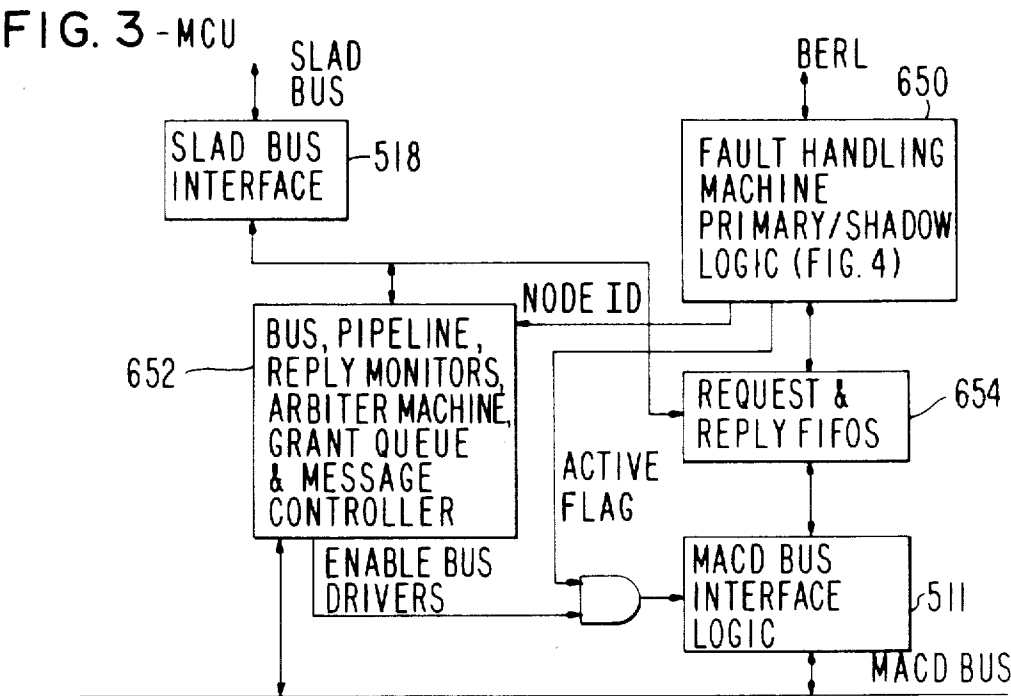 FIG. 3 - MCU
SLAD
BUS
BERL
650
SLAD BUS
INTERFACE
518
FAULT HANDLING
MACHINE
PRIMARY/SHADOW
LOGIC (FIG. 4)
NODE ID
652
BUS, PIPELINE,
REPLY MONITORS,
ARBITER MACHINE,
GRANT QUEUE
& MESSAGE
CONTROLLER
REQUEST &
REPLY FIFOS
654
ACTIVE
FLAG
ENABLE BUS
DRIVERS
MACD BUS
INTERFACE
LOGIC
511
MACD BUS